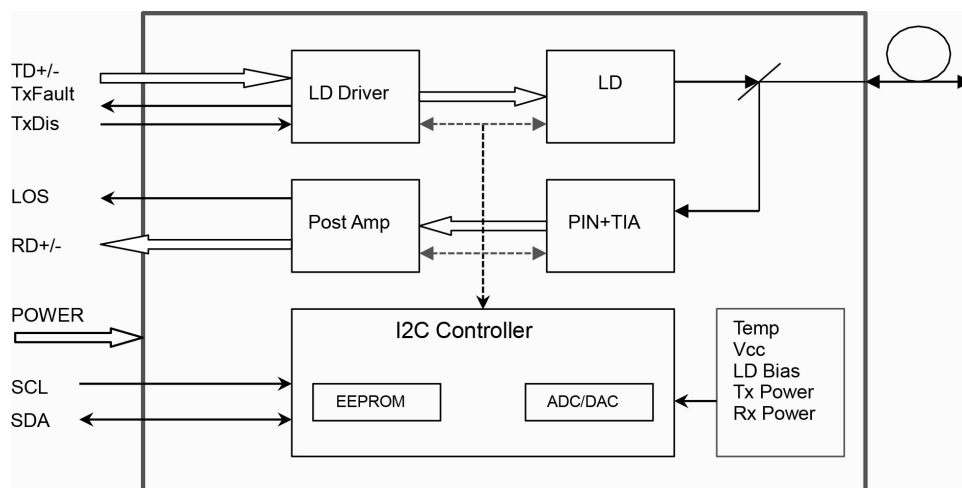 TD+/-
TxFault
TxDis
LD Driver
LD
LOS
RD+/-
Post Amp
PIN+TIA
POWER
SCL
SDA
I2C Controller
EEPROM
ADC/DAC
Temp
Vcc
LD Bias
Tx Power
Rx Power